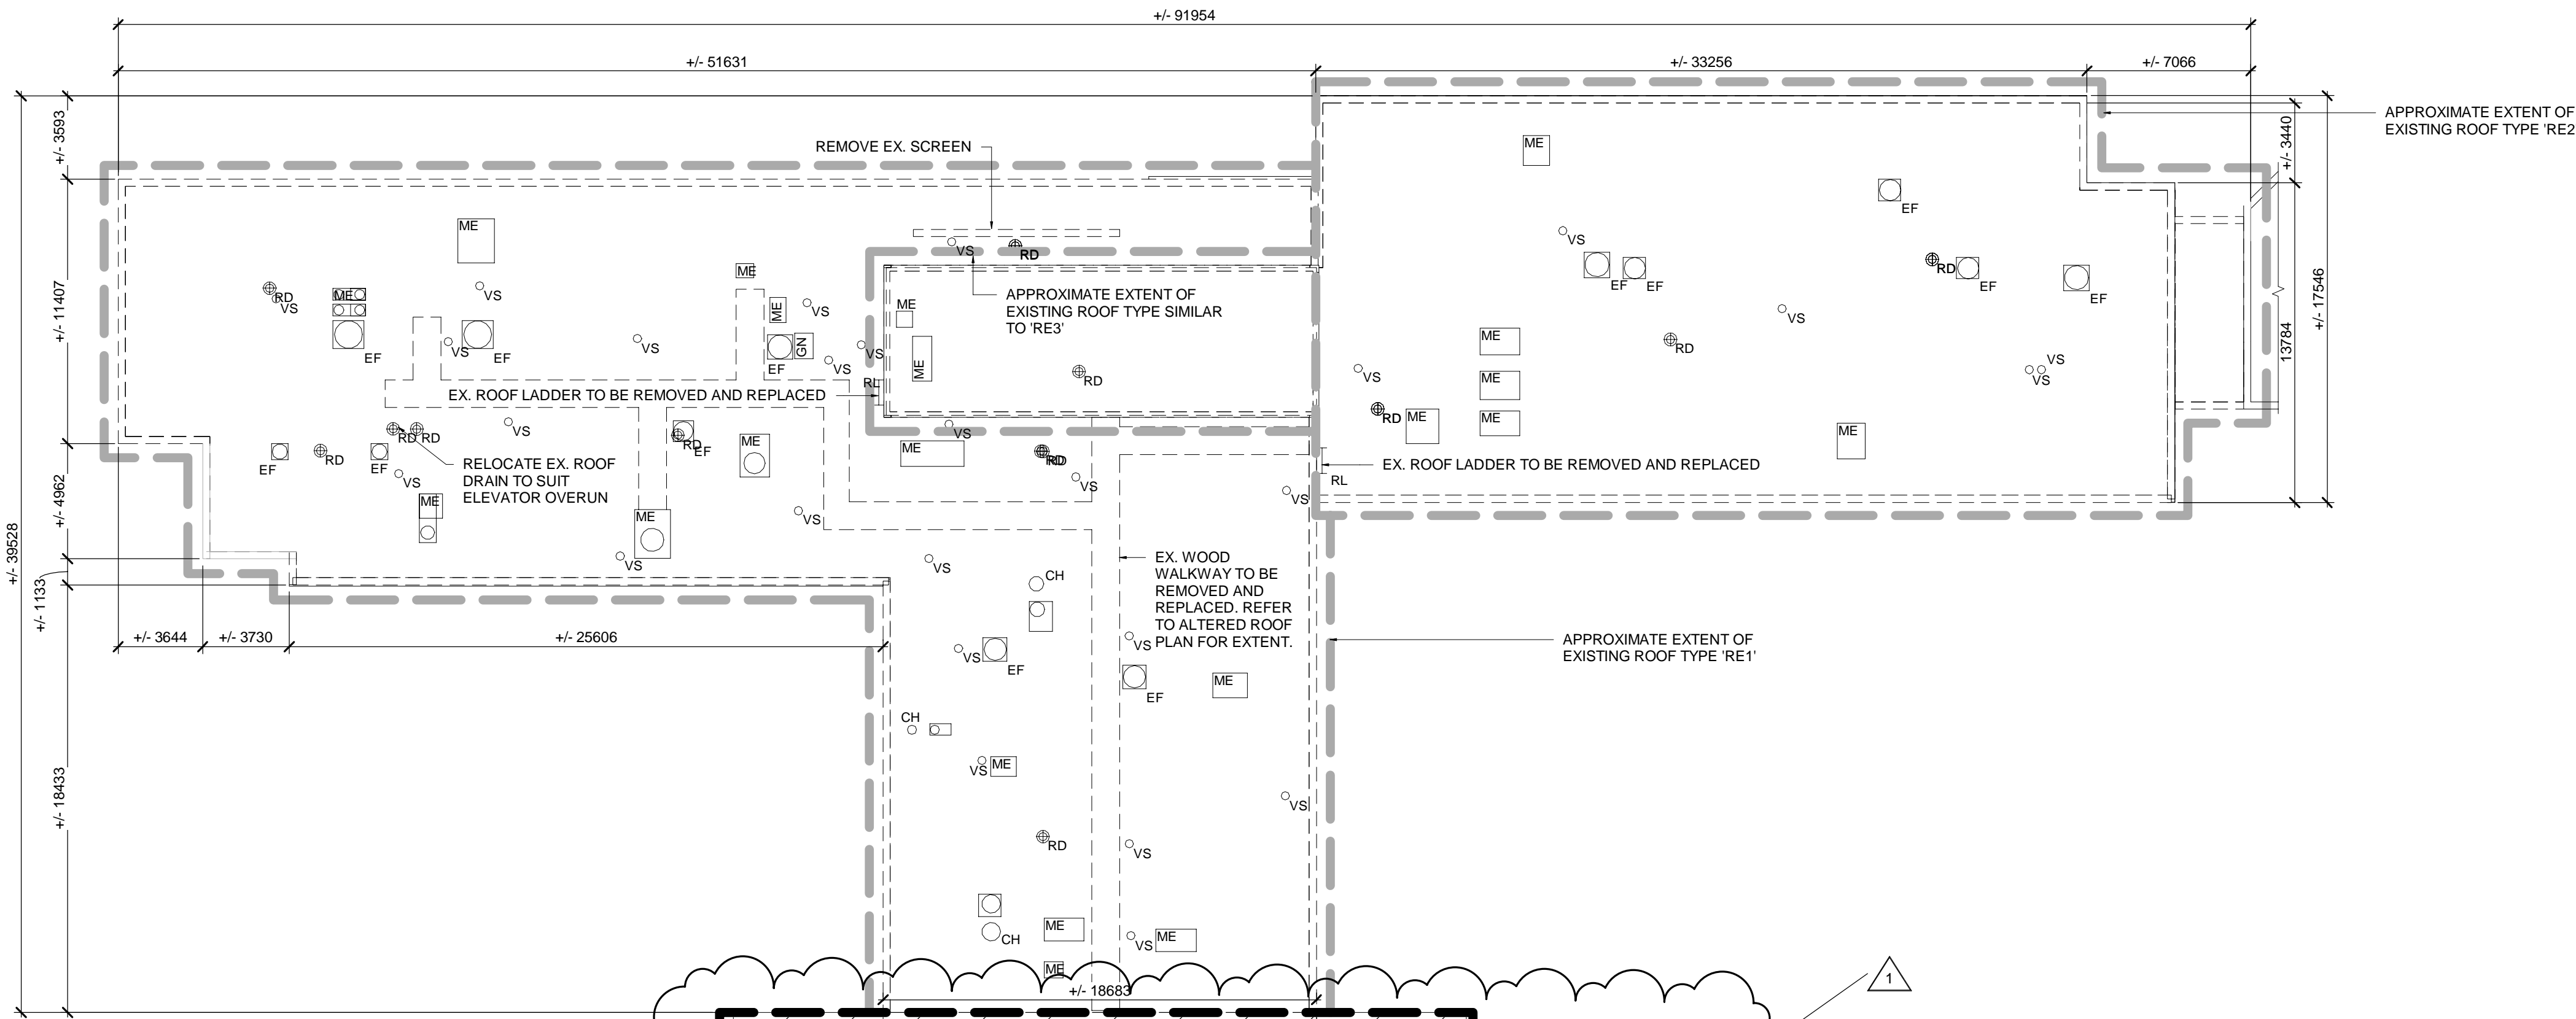 +/- 91954
+/- 51631
+/- 33256
+/- 7066
+/- 3593
+/- 11407
+/- 4962
+/- 39528
+/- 1133
+/- 18433
+/- 3440
13784
+/- 17546
APPROXIMATE EXTENT OF
EXISTING ROOF TYPE 'RE2
REMOVE EX. SCREEN
ME
EF
ME
VS
VS
RD
EF
ME
RD
VS
ME
VS
ME
VS
ME
EF
EF
RD
EF
EF
APPROXIMATE EXTENT OF
EXISTING ROOF TYPE SIMILAR
TO 'RE3'
ME
VS
EF
VS
EF
VS
EF
GN
VS
VS
ME
RD
ME
RD
VS
VS
VS
VS
RL
EX. ROOF LADDER TO BE REMOVED AND REPLACED
ME
ME
ME
ME
RD
RD
RD
VS
RD
EF
ME
VS
ME
RD
RD
EF
RD
EF
VS
RELOCATE EX. ROOF
DRAIN TO SUIT
ELEVATOR OVERUN
EX. ROOF LADDER TO BE REMOVED AND REPLACED
RL
VS
VS
ME
ME
VS
VS
VS
EX. WOOD
WALKWAY TO BE
REMOVED AND
REPLACED. REFER
TO ALTERED ROOF
PLAN FOR EXTENT.
CH
+/- 3644
+/- 3730
+/- 25606
VS
EF
VS
EF
ME
APPROXIMATE EXTENT OF
EXISTING ROOF TYPE 'RE1'
CH
VS
ME
VS
RD
VS
CH
ME
VS
ME
ME
+/- 18683
1